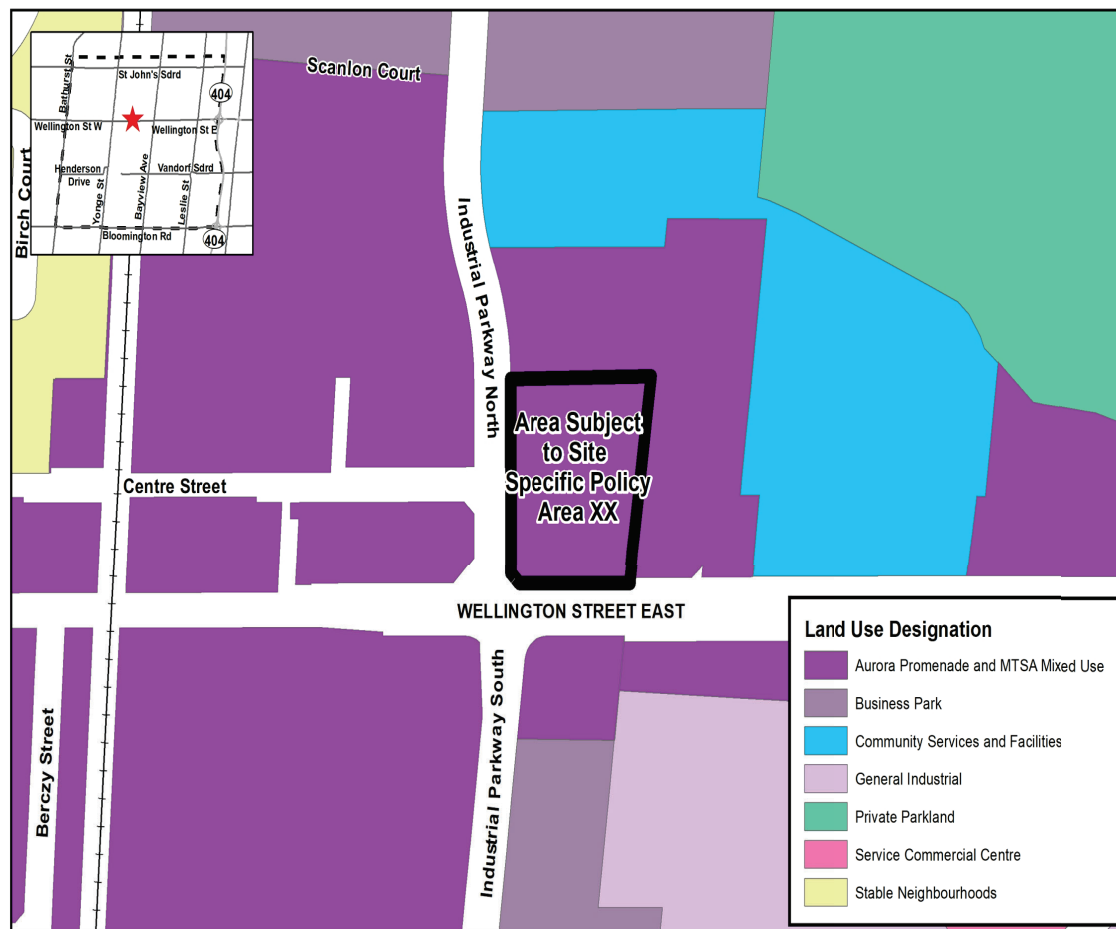 Bathurst St
St John's Sdrd
404
Wellington St W
Wellington St E
Henderson
Drive
Vandorf Sdrd
Yonge St
Bayview Ave
Leslie St
Bloomington Rd
404
Scanlon Court
Birch Court
Industrial Parkway North
Area Subject
to Site
Specific Policy
Area XX
Centre Street
WELLINGTON STREET EAST
Berczy Street
Industrial Parkway South
Land Use Designation
Aurora Promenade and MTSA Mixed Use
Business Park
Community Services and Facilities
General Industrial
Private Parkland
Service Commercial Centre
Stable Neighbourhoods